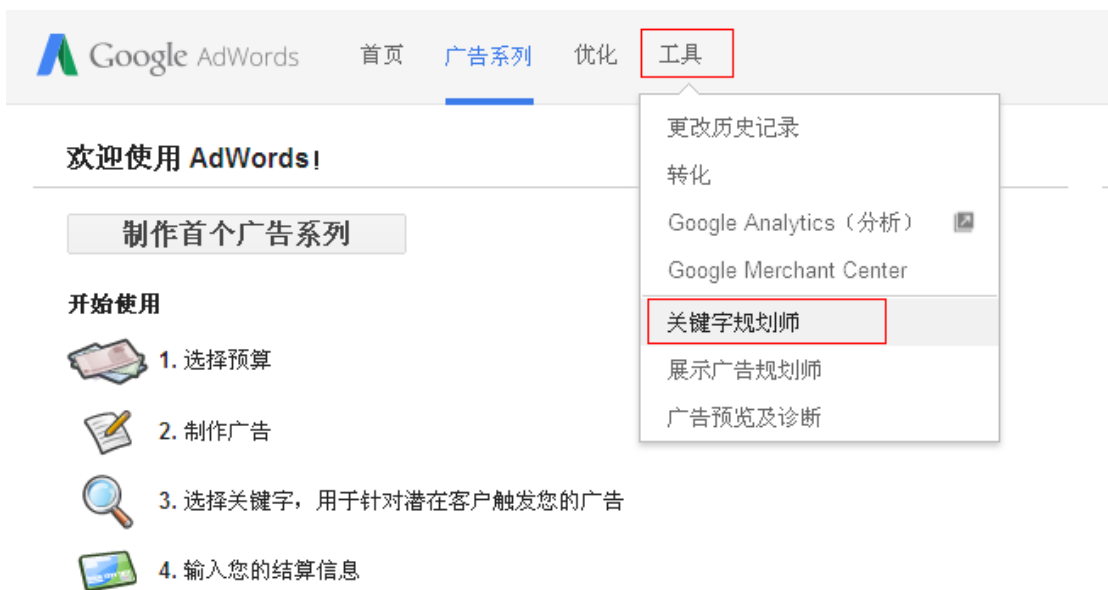 Google AdWords 首页 广告系列 优化 工具
更改历史记录
转化
Google Analytics（分析）
Google Merchant Center
关键字规划师
展示广告规划师
广告预览及诊断
欢迎使用 AdWords!
制作首个广告系列
开始使用
1. 选择预算
2. 制作广告
3. 选择关键字，用于针对潜在客户触发您的广告
4. 输入您的结算信息